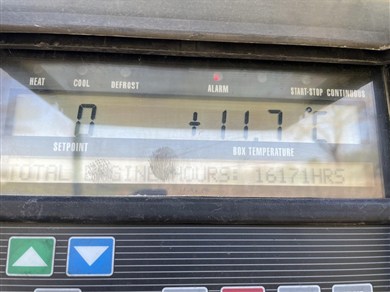 HEAT COOL DEFROST ALARM START-STOP CONTINUOUS
0 +11.7 °C
SETPOINT BOX TEMPERATURE
TOTAL ENGINE HOURS: 16171HRS